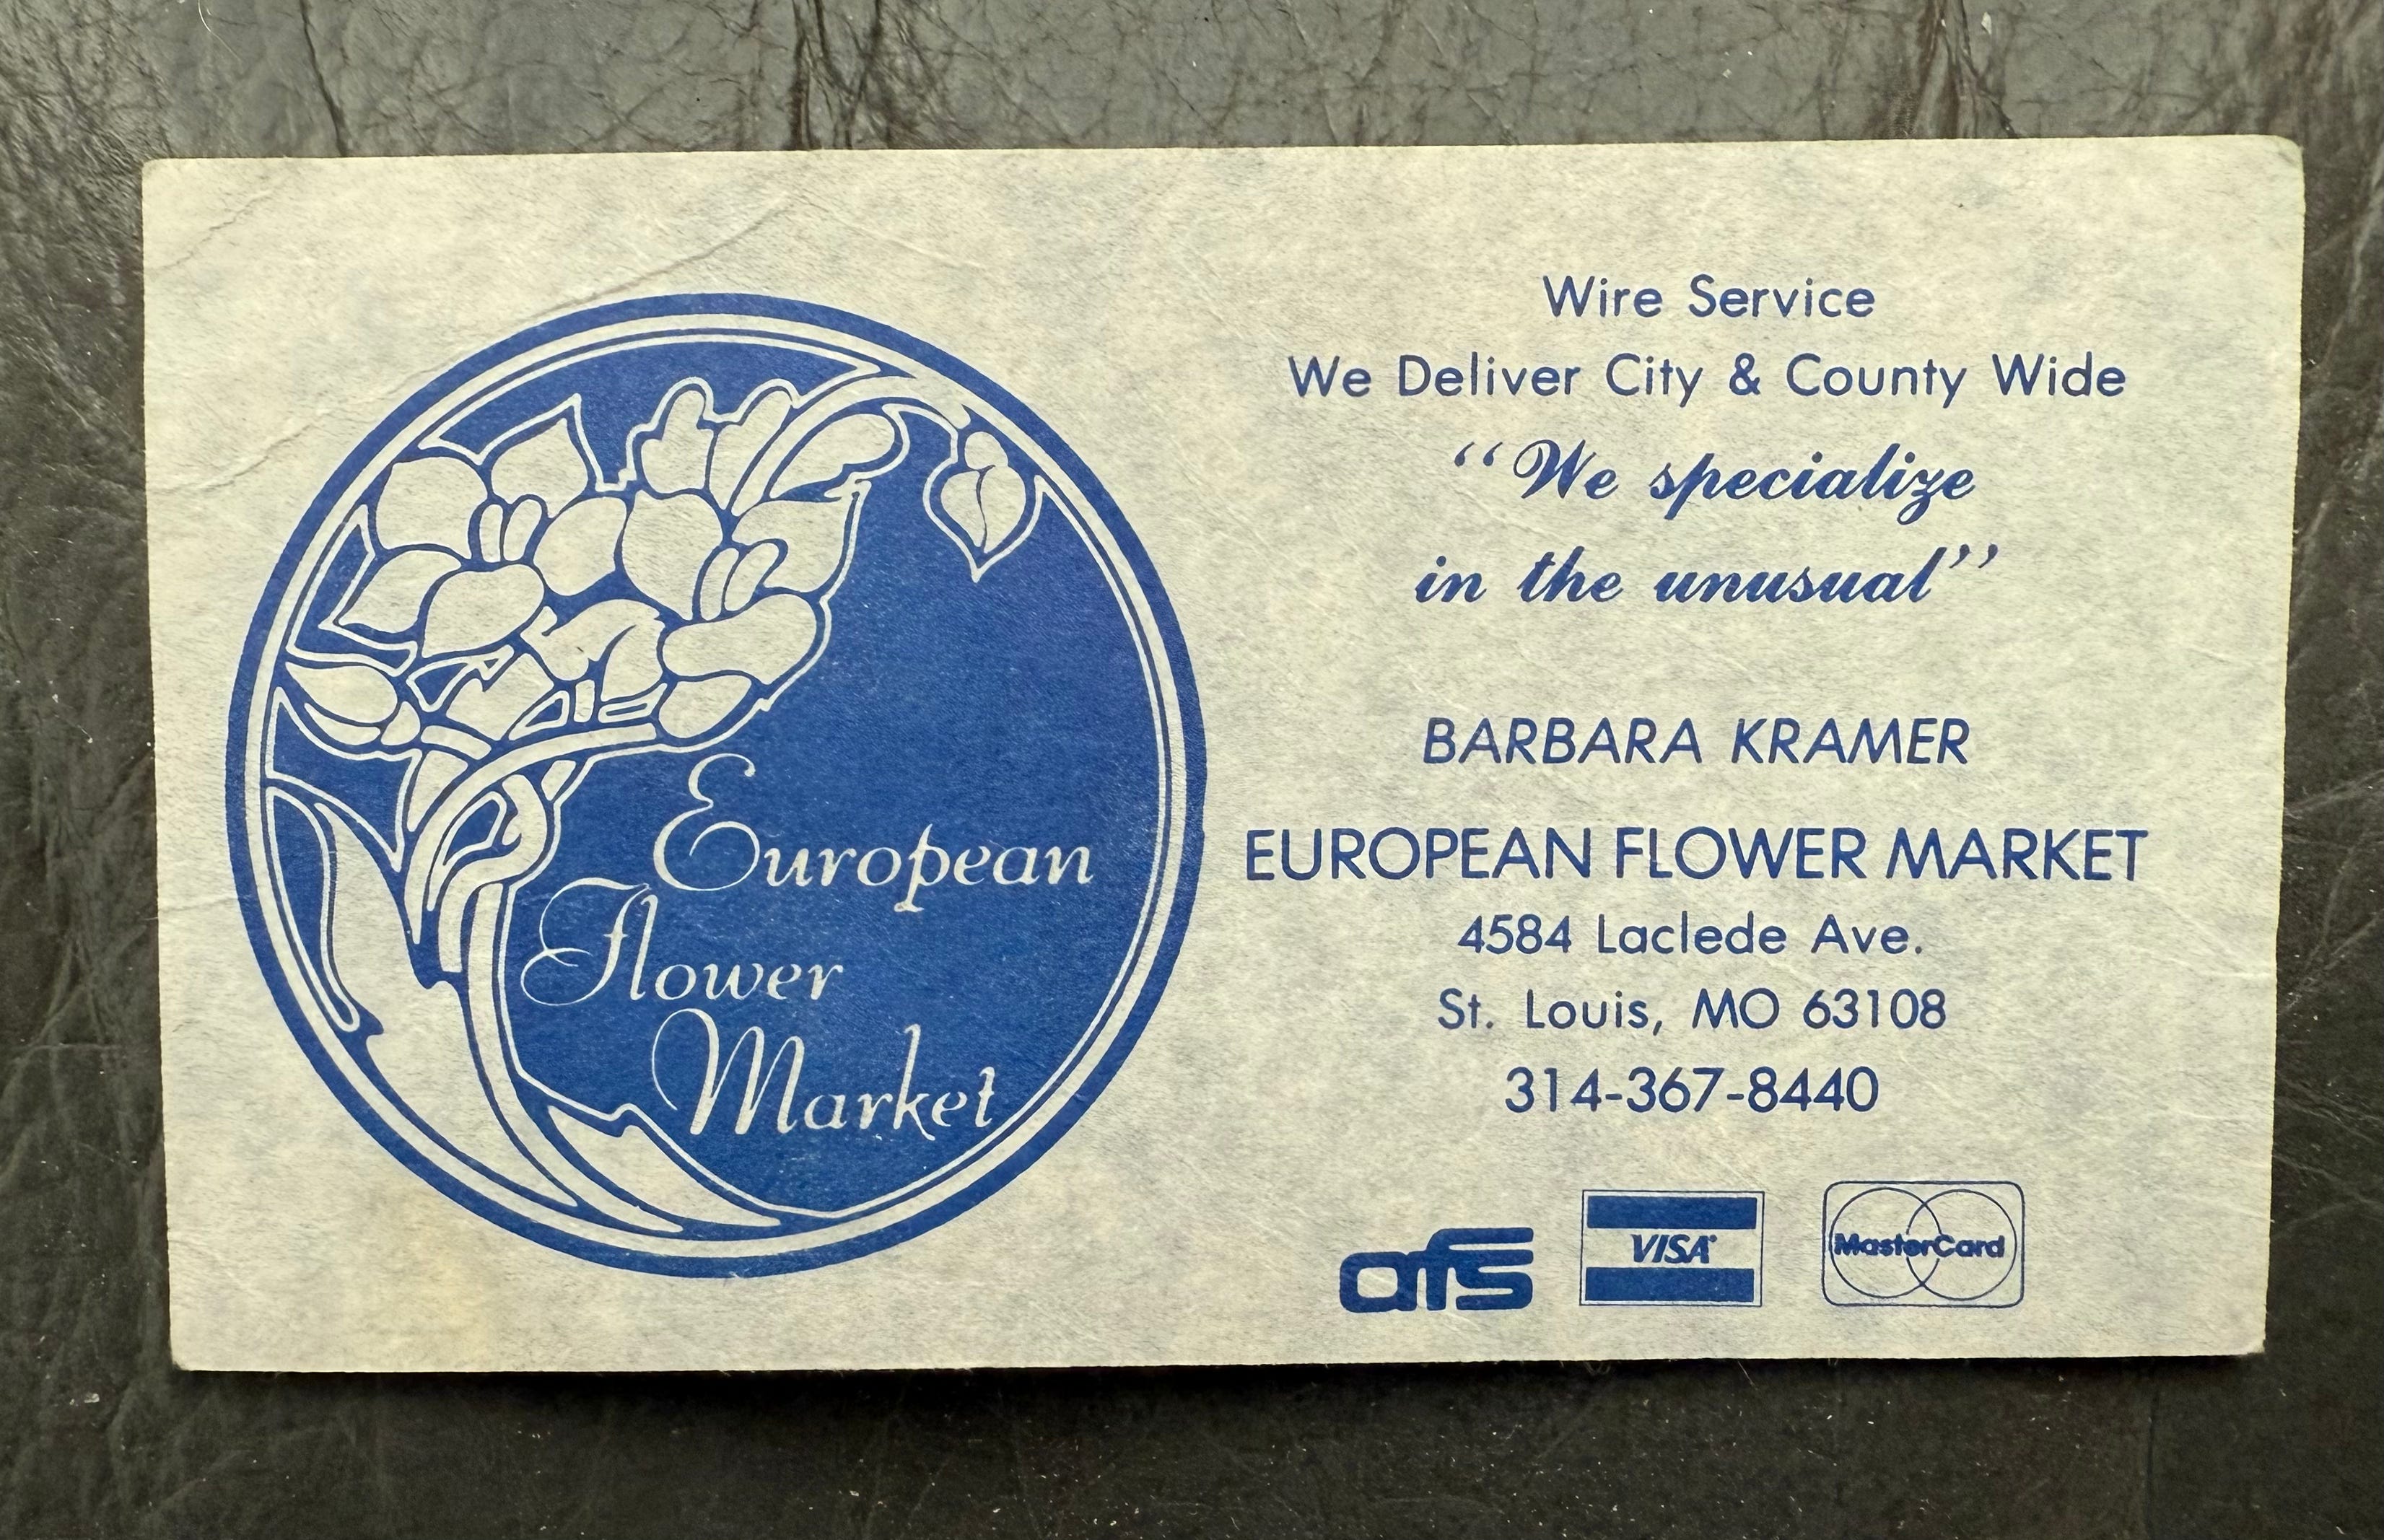 European
Flower
Market
Wire Service
We Deliver City & County Wide
“We specialize
in the unusual”
BARBARA KRAMER
EUROPEAN FLOWER MARKET
4584 Laclede Ave.
St. Louis, MO 63108
314-367-8440
afs VISA MasterCard